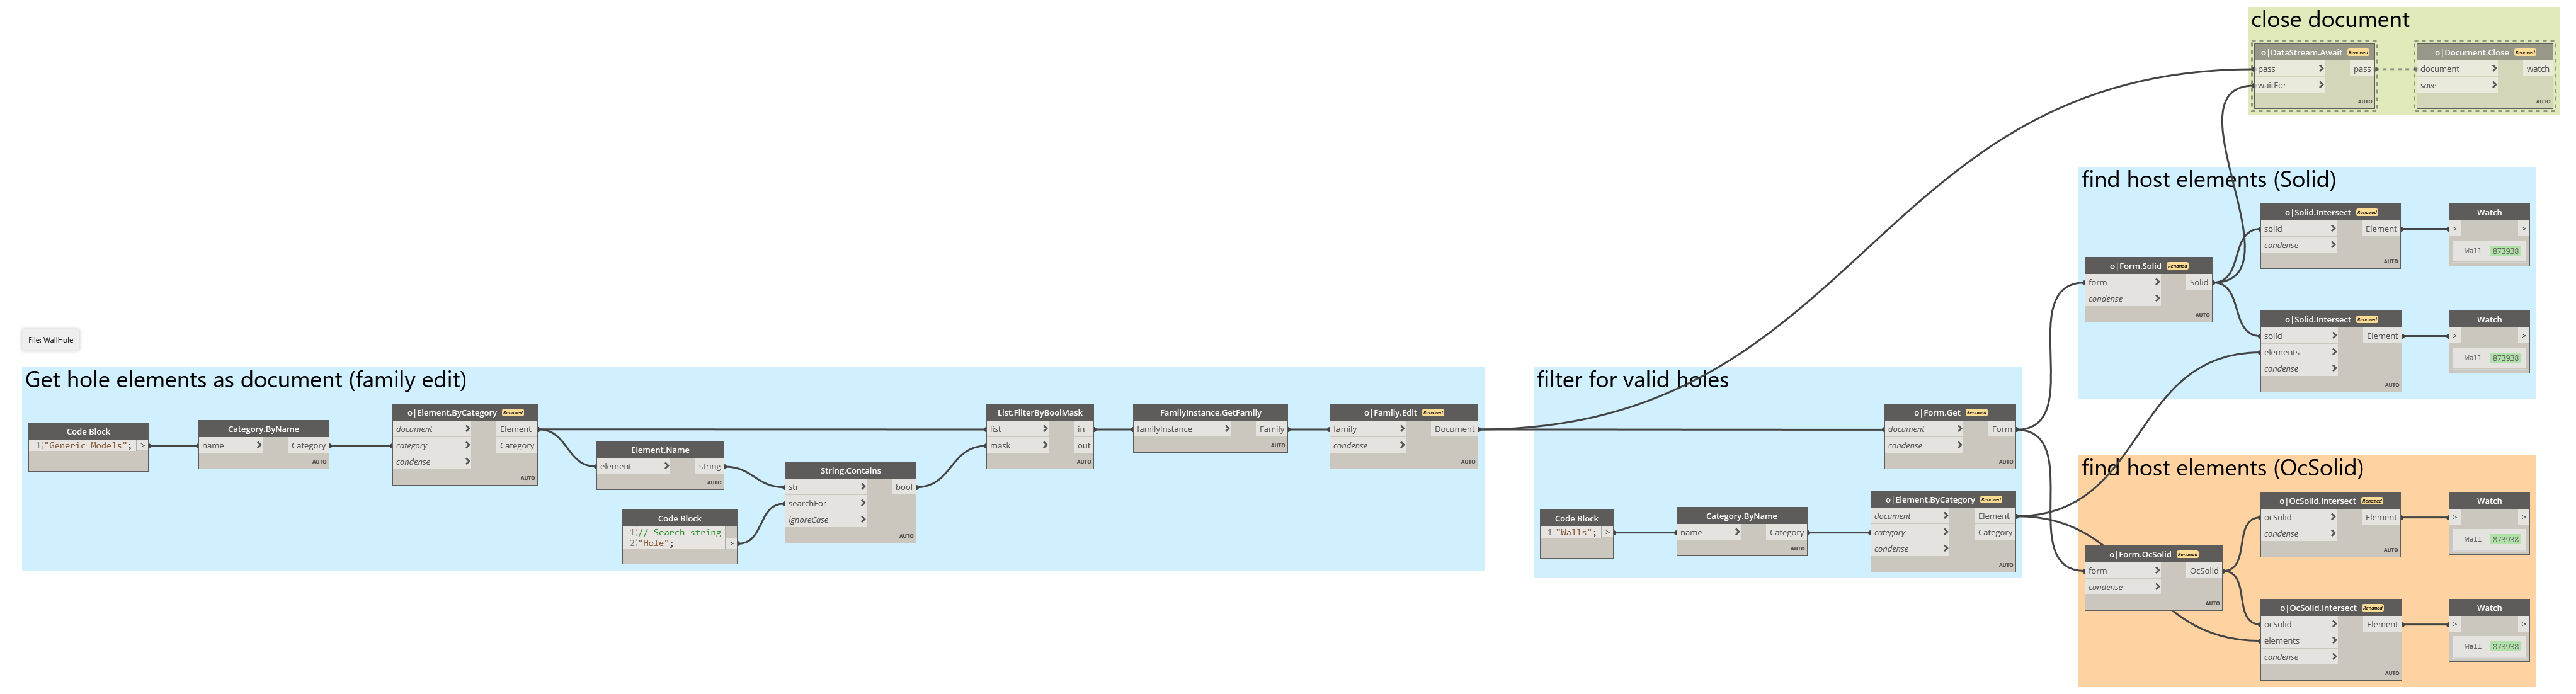 close document
o|DataStream.Await Renamed
pass > pass
waitFor >
AUTO
o|Document.Close Renamed
document > watch
save >
AUTO
find host elements (Solid)
o|Form.Solid Renamed
form > Solid
condense >
AUTO
o|Solid.Intersect Renamed
solid > Element
condense >
AUTO
Watch
> >
Wall 873938
o|Solid.Intersect Renamed
solid > Element
elements >
condense >
AUTO
Watch
> >
Wall 873938
File: WallHole
Get hole elements as document (family edit)
Code Block
1 "Generic Models"; >
Category.ByName
name > Category
AUTO
o|Element.ByCategory Renamed
document > Element
category > Category
condense >
AUTO
Element.Name
element > string
AUTO
Code Block
1 // Search string
2 "Hole"; >
String.Contains
str > bool
searchFor >
ignoreCase >
AUTO
List.FilterByBoolMask
list > in
mask > out
AUTO
FamilyInstance.GetFamily
familyInstance > Family
AUTO
o|Family.Edit Renamed
family > Document
condense >
AUTO
filter for valid holes
o|Form.Get Renamed
document > Form
condense >
AUTO
Code Block
1 "Walls"; >
Category.ByName
name > Category
AUTO
o|Element.ByCategory Renamed
document > Element
category > Category
condense >
AUTO
find host elements (OcSolid)
o|Form.OcSolid Renamed
form > OcSolid
condense >
AUTO
o|OcSolid.Intersect Renamed
ocSolid > Element
condense >
AUTO
Watch
> >
Wall 873938
o|OcSolid.Intersect Renamed
ocSolid > Element
elements >
condense >
AUTO
Watch
> >
Wall 873938